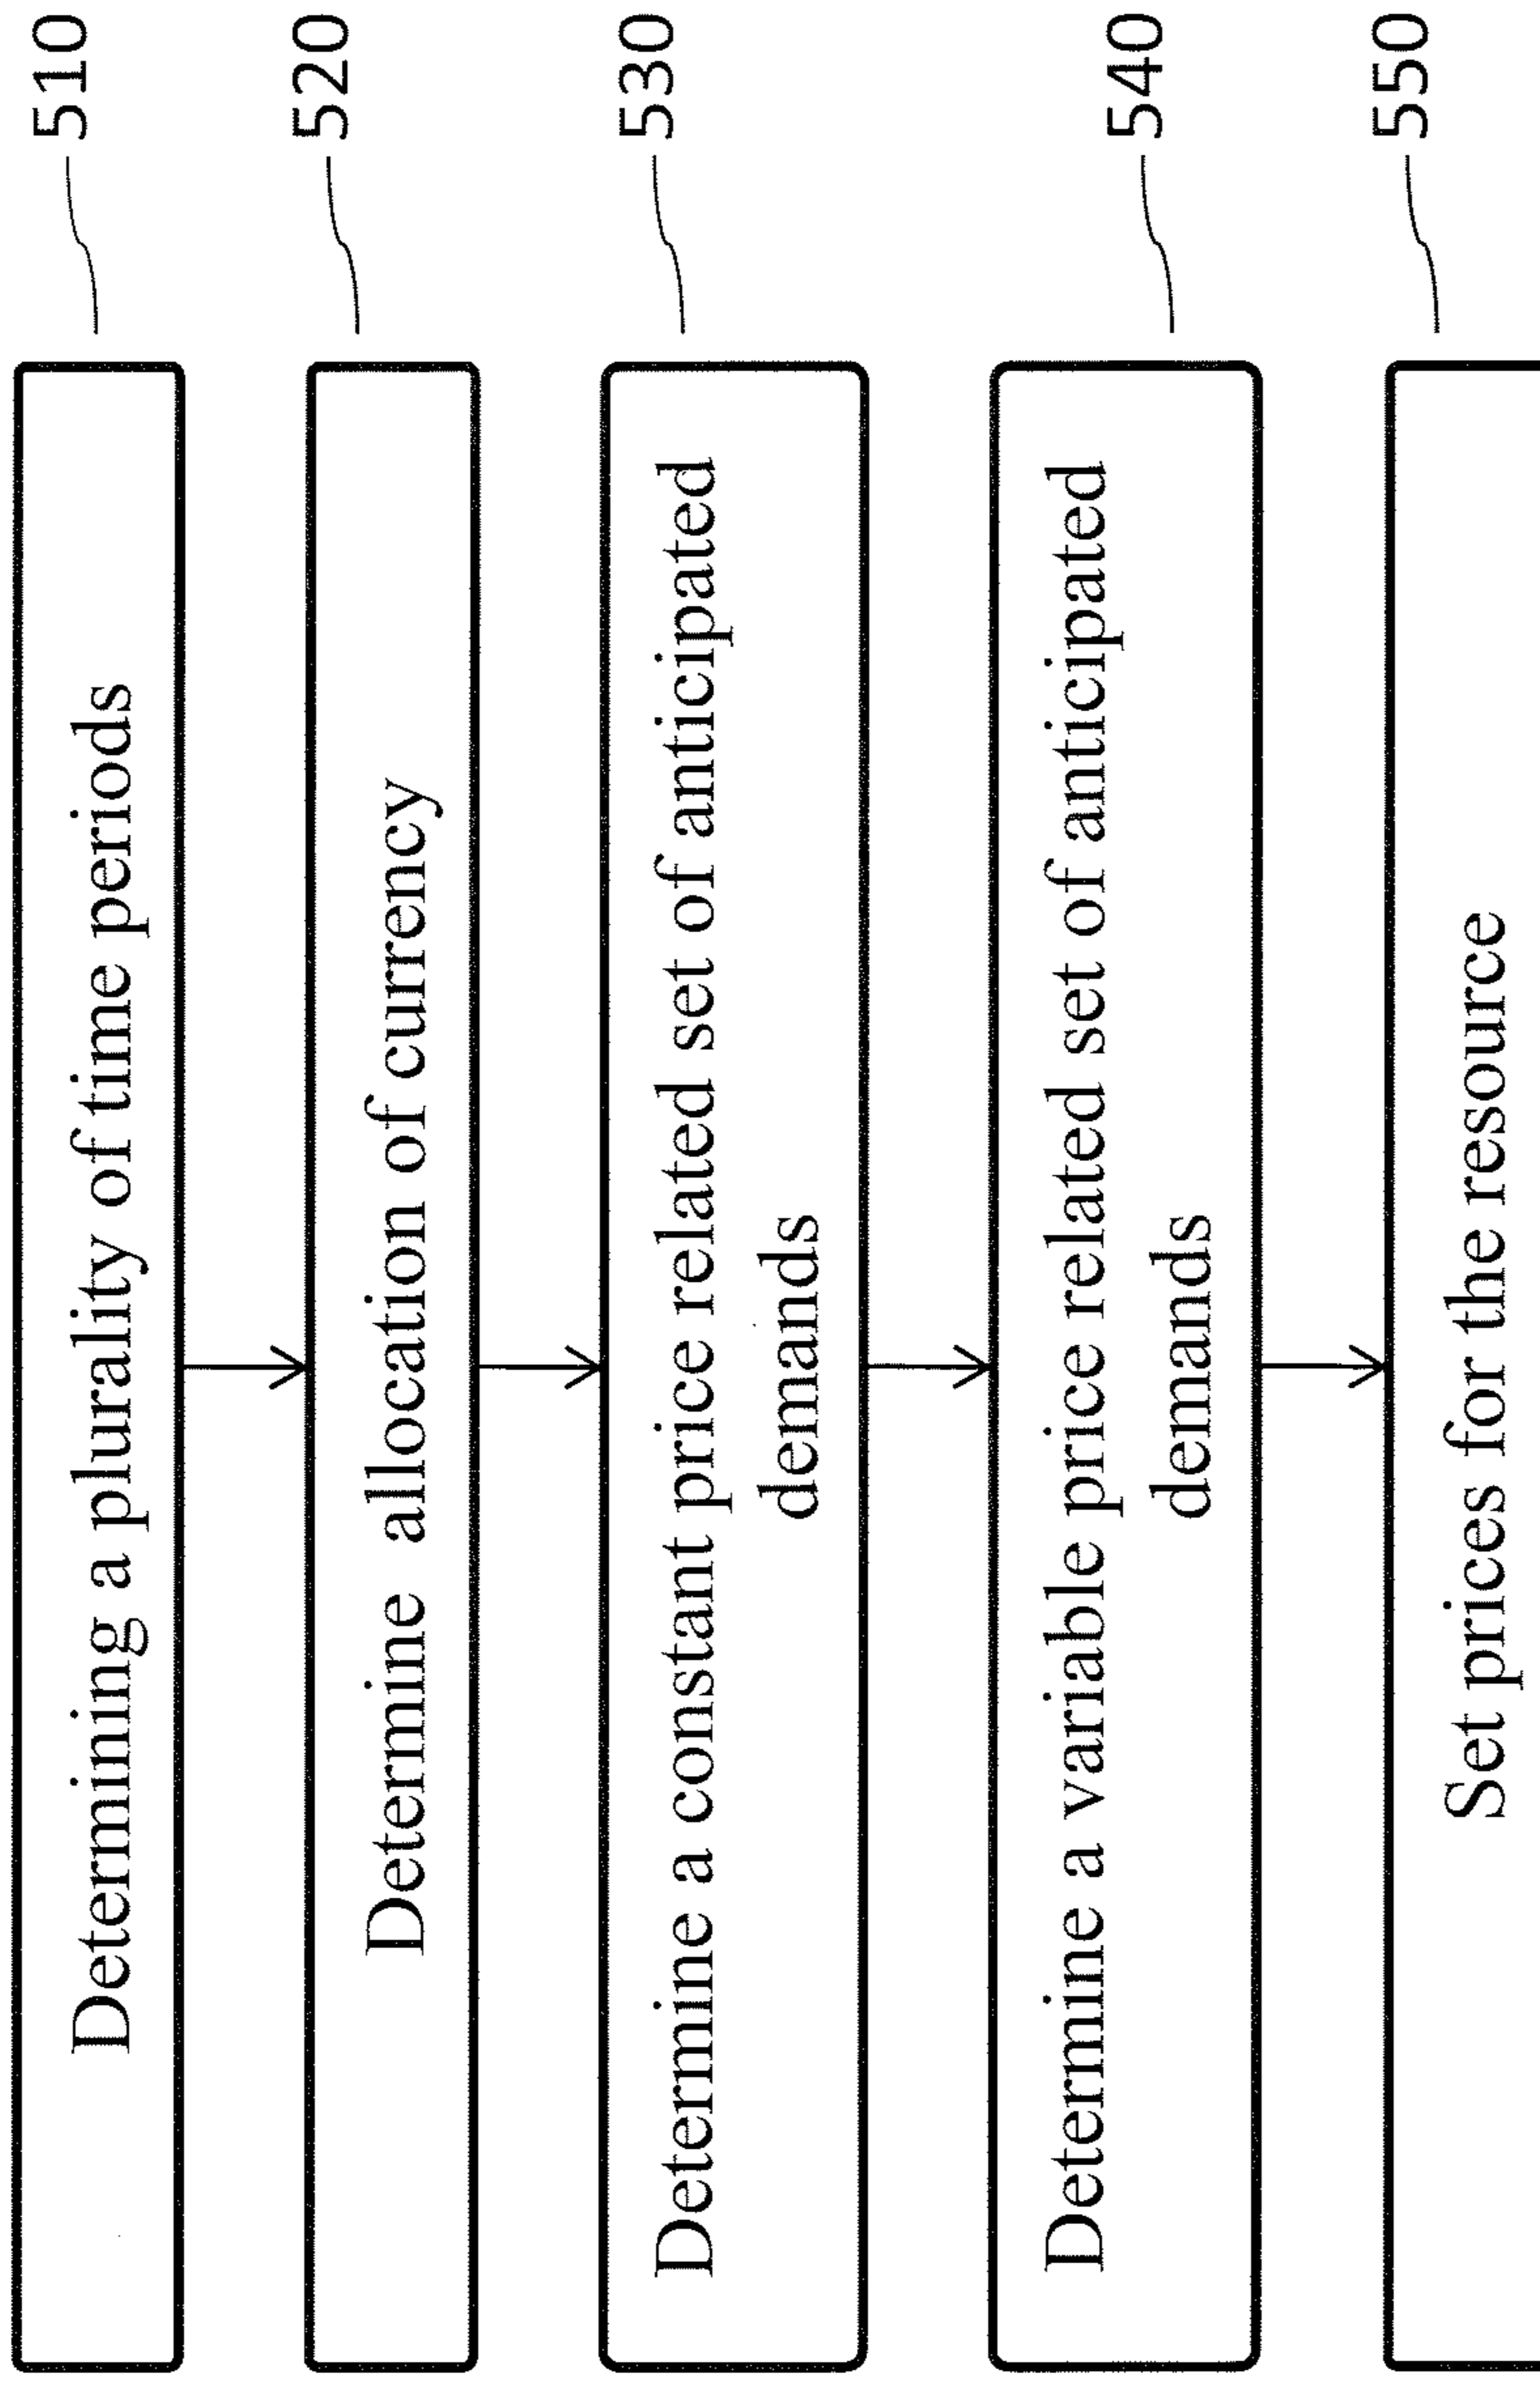 Determining a plurality of time periods
510
Determine allocation of currency
520
Determine a constant price related set of anticipated
demands
530
Determine a variable price related set of anticipated
demands
540
Set prices for the resource
550